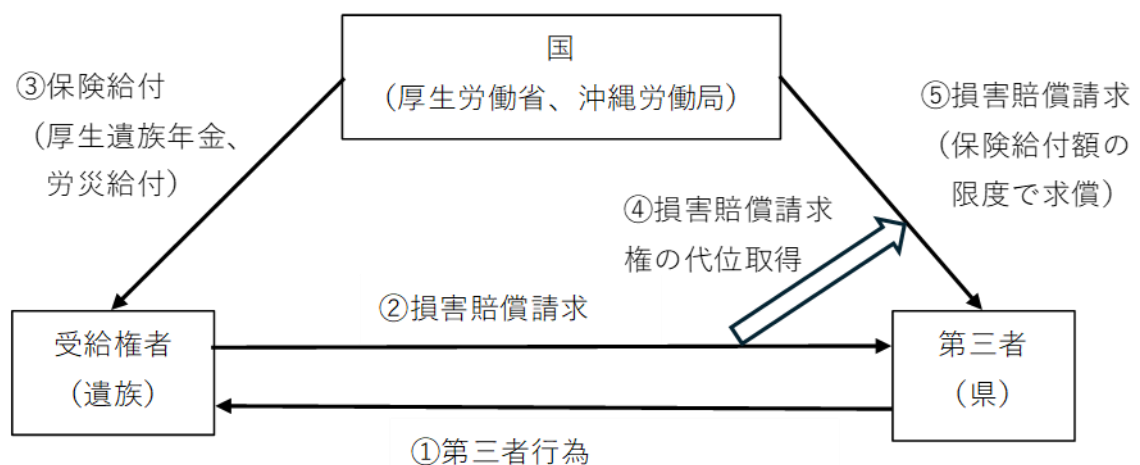 国
(厚生労働省、沖縄労働局)
③保険給付
(厚生遺族年金、
労災給付)
⑤損害賠償請求
(保険給付額の
限度で求償)
④損害賠償請求
権の代位取得
②損害賠償請求
受給権者
(遺族)
第三者
(県)
①第三者行為